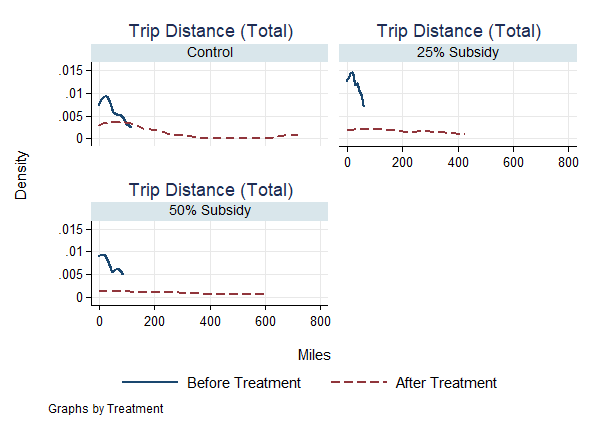 Trip Distance (Total)
Control
.015
.01
.005
0
Trip Distance (Total)
25% Subsidy
0 200 400 600 800
Trip Distance (Total)
50% Subsidy
.015
.01
.005
0
0 200 400 600 800
Density
Miles
Before Treatment
After Treatment
Graphs by Treatment